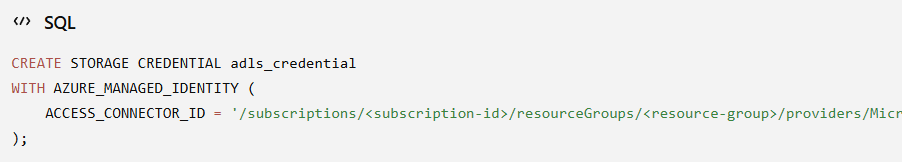 </> SQL
CREATE STORAGE CREDENTIAL adls_credential
WITH AZURE_MANAGED_IDENTITY (
    ACCESS_CONNECTOR_ID = '/subscriptions/<subscription-id>/resourceGroups/<resource-group>/providers/Micr
);